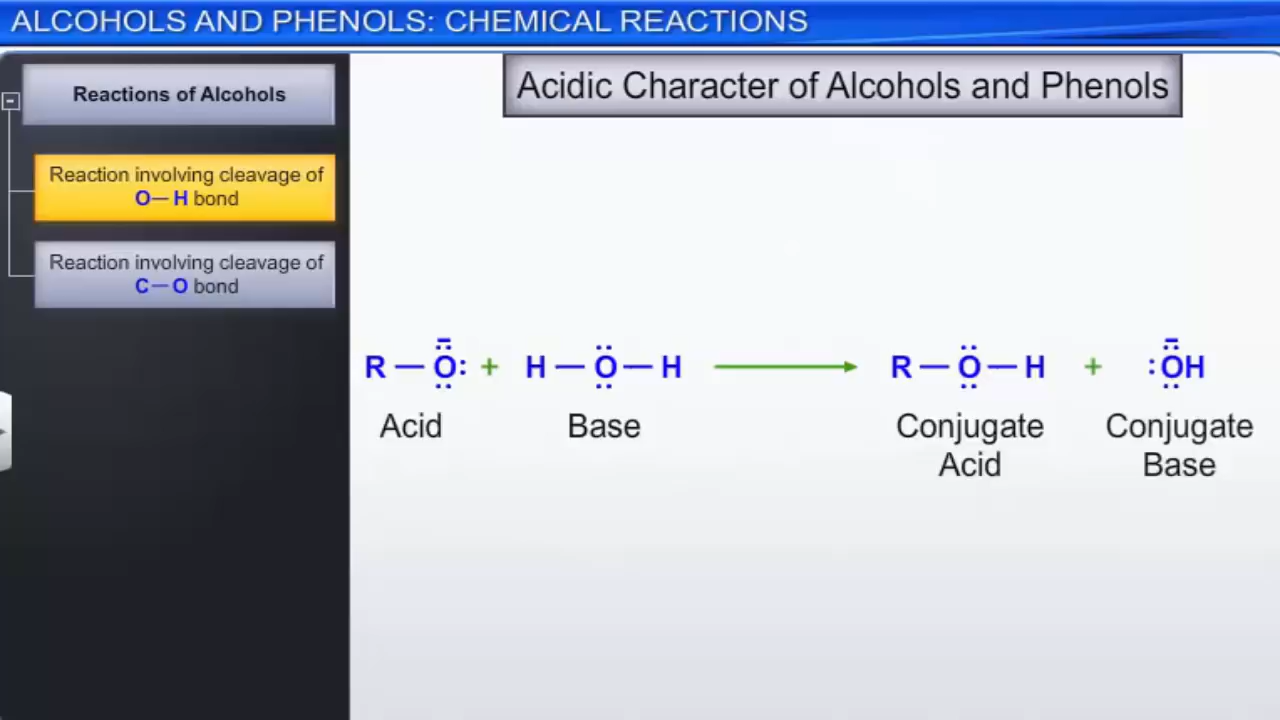 ALCOHOLS AND PHENOLS: CHEMICAL REACTIONS
Reactions of Alcohols
Reaction involving cleavage of
O— H bond
Reaction involving cleavage of
C— O bond
Acidic Character of Alcohols and Phenols
R — Ö: + H — Ö — H → R — Ö — H + :ÖH
Acid Base Conjugate Conjugate
Acid Base